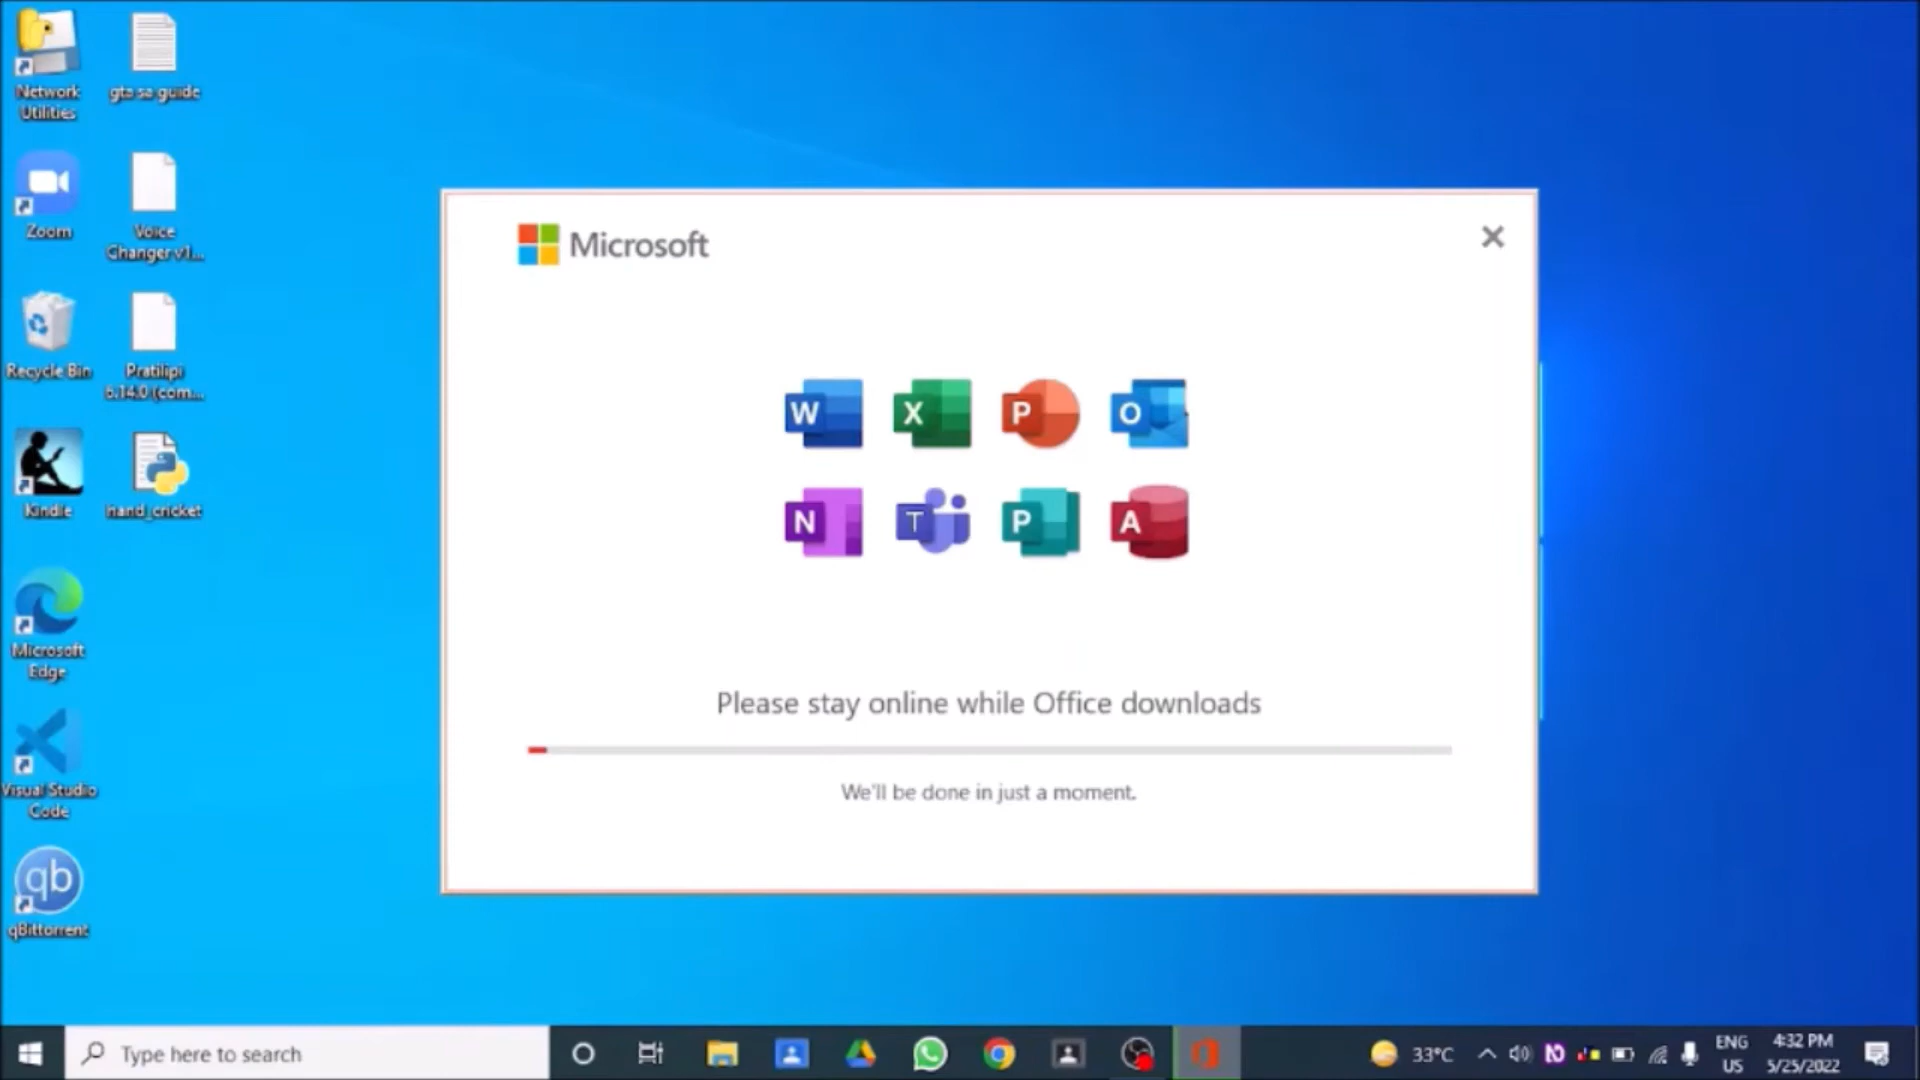 Network
Utilities
gta sa guide
Zoom
Voice
Changer v1...
Recycle Bin
Pratilipi
6.14.0 (com...
Kindle
hand_cricket
Microsoft
Edge
Visual Studio
Code
qb
qBittorrent
Microsoft
W
X
P
O
N
T
P
A
Please stay online while Office downloads
We'll be done in just a moment.
Type here to search
33°C
N
ENG
US
4:32 PM
5/25/2022